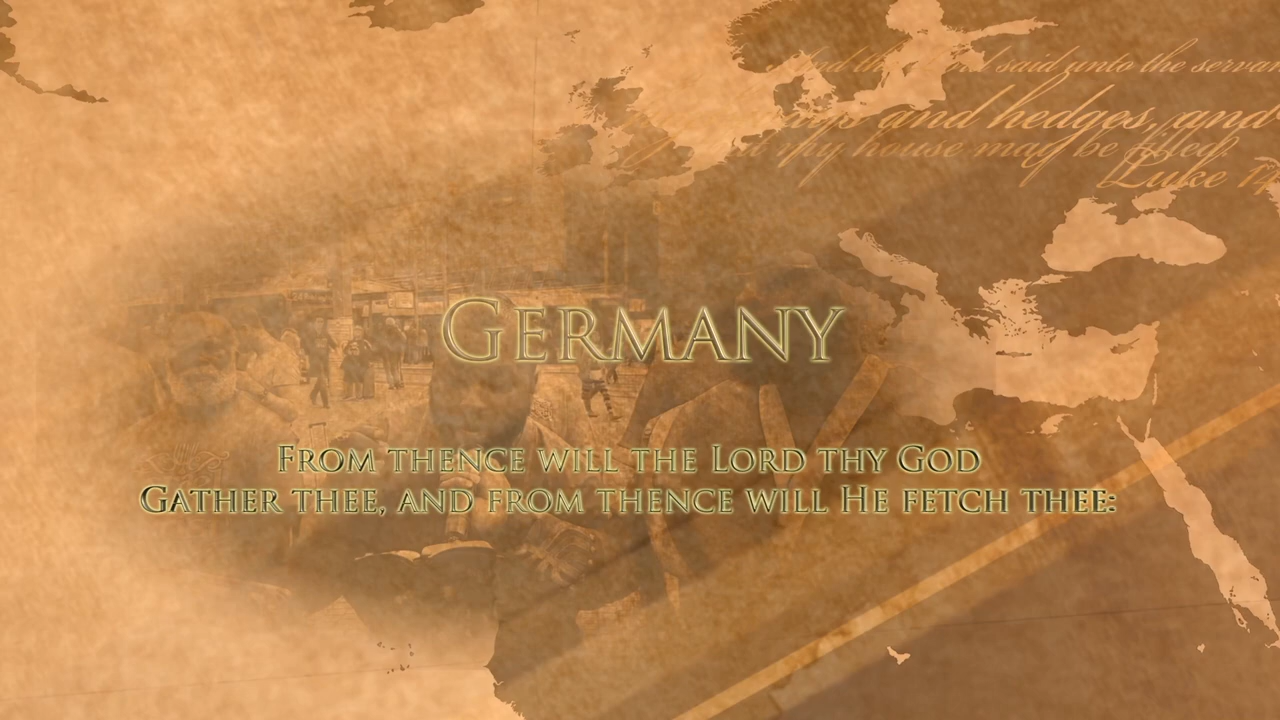 said unto the servan
and hedges, and
thy house may be filled.
Luke 14
Germany
From thence will the Lord thy God
Gather thee, and from thence will He fetch thee: